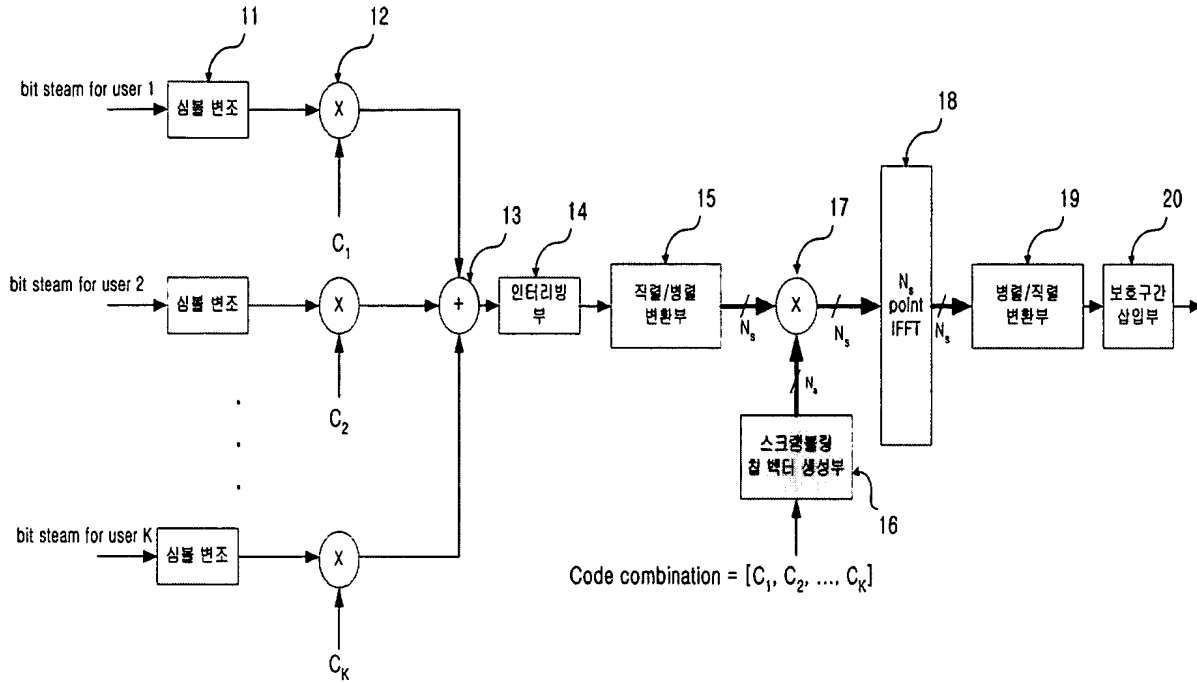 11
12
bit steam for user 1
심볼 변조
X
C₁
18
13
14
15
17
19
20
bit steam for user 2
심볼 변조
X
+
인터리빙
부
직렬/병렬
변환부
Nₛ
X
Nₛ
Nₛ
point
IFFT
Nₛ
병렬/직렬
변환부
보호구간
삽입부
C₂
Nₛ
스크램블링
칩 벡터 생성부
16
bit steam for user K
심볼 변조
X
Code combination = [C₁, C₂, ..., C_K]
C_K